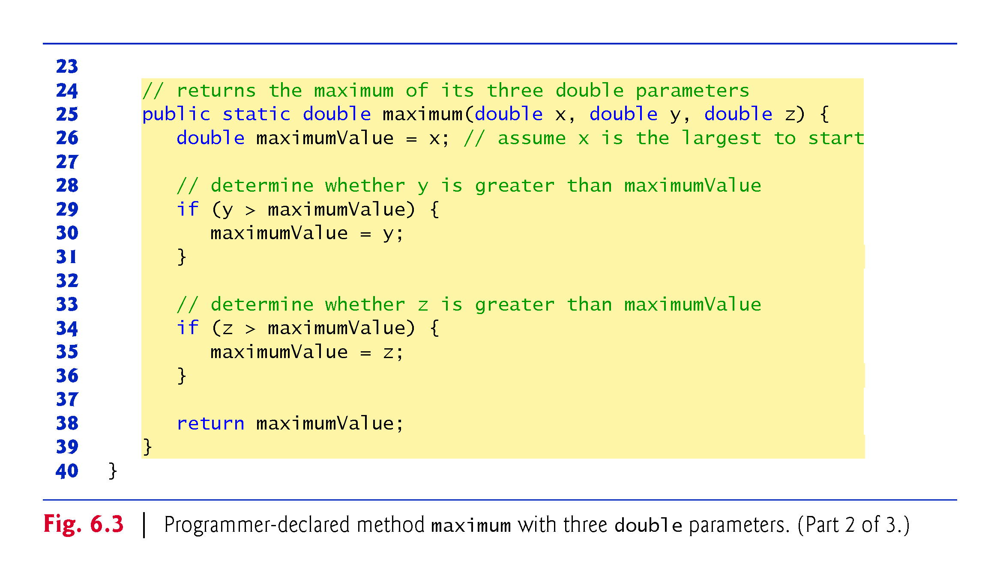 23
24 // returns the maximum of its three double parameters
25 public static double maximum(double x, double y, double z) {
26 double maximumValue = x; // assume x is the largest to start
27
28 // determine whether y is greater than maximumValue
29 if (y > maximumValue) {
30 maximumValue = y;
31 }
32
33 // determine whether z is greater than maximumValue
34 if (z > maximumValue) {
35 maximumValue = z;
36 }
37
38 return maximumValue;
39 }
40 }
Fig. 6.3 | Programmer-declared method maximum with three double parameters. (Part 2 of 3.)